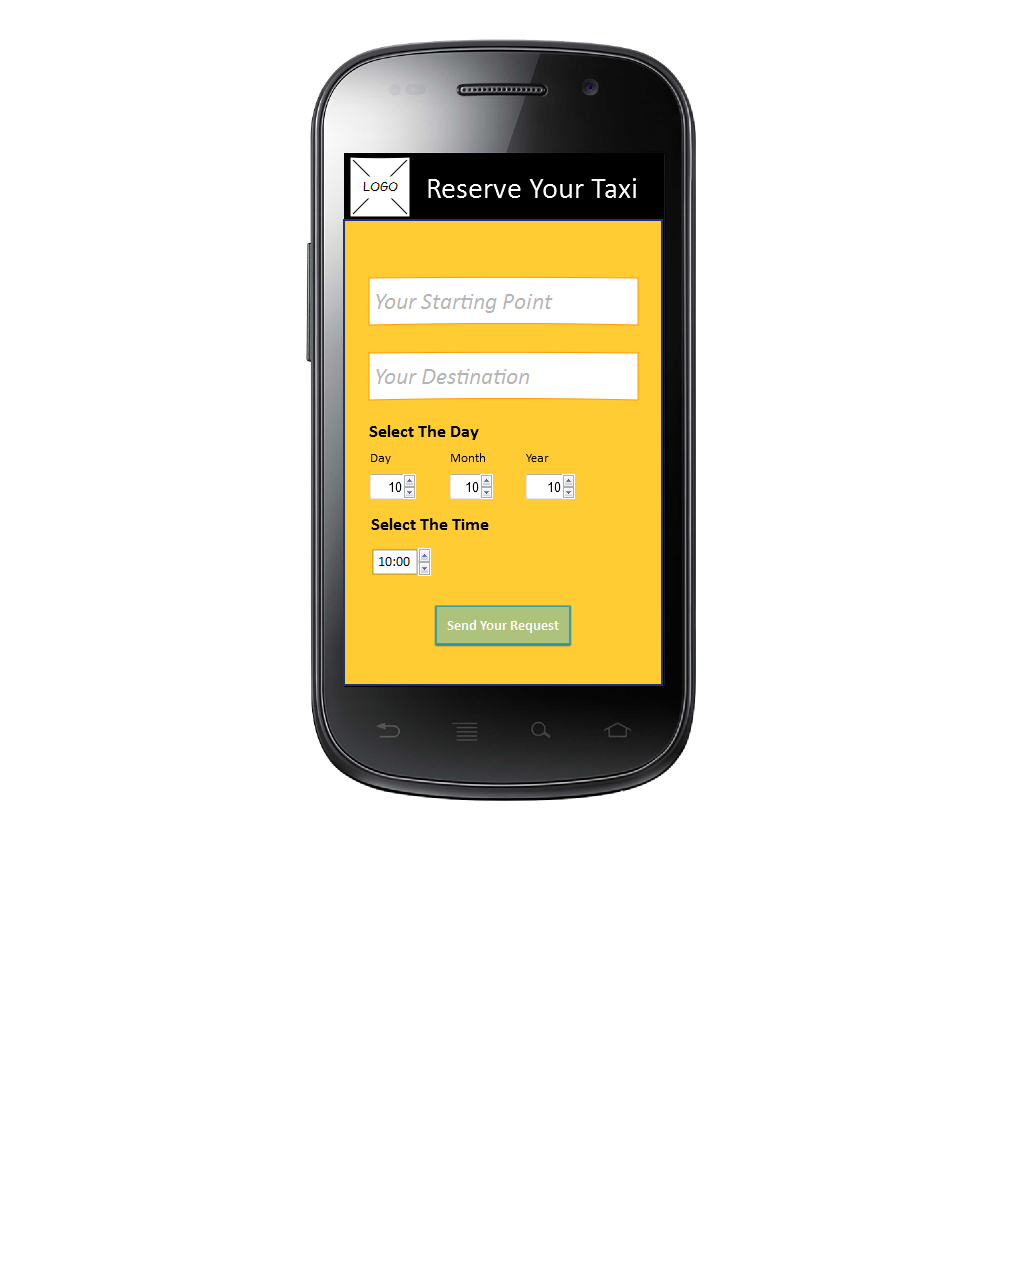 LOGO
Reserve Your Taxi
Your Starting Point
Your Destination
Select The Day
Day Month Year
10 10 10
Select The Time
10:00
Send Your Request